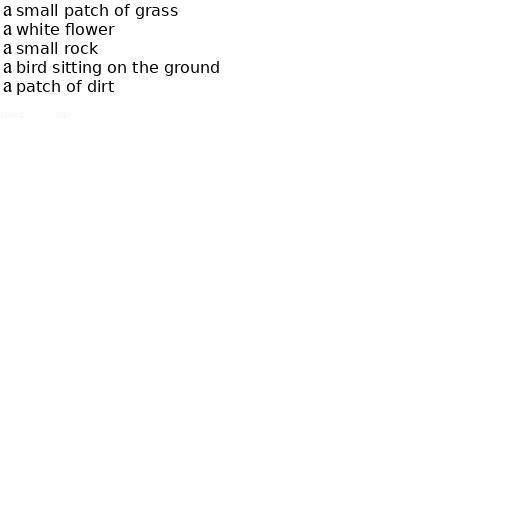 a small patch of grass
a white flower
a small rock
a bird sitting on the ground
a patch of dirt